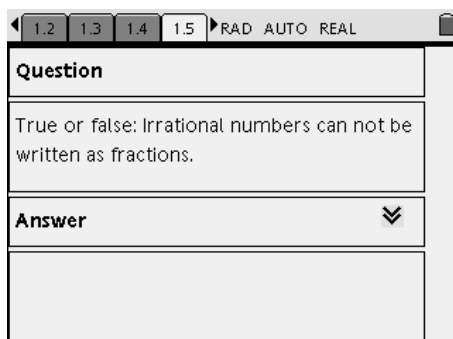 1.2 1.3 1.4 1.5 RAD AUTO REAL
Question
True or false: Irrational numbers can not be
written as fractions.
Answer